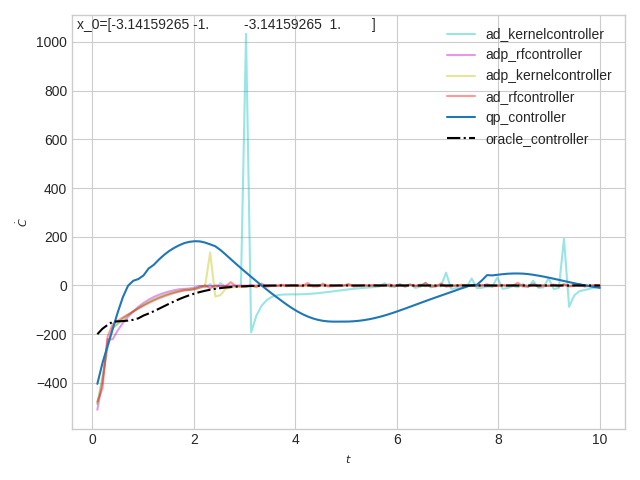 x_0=[-3.14159265 -1. -3.14159265 1. ]
ad_kernelcontroller
adp_rfcontroller
adp_kernelcontroller
ad_rfcontroller
qp_controller
oracle_controller
1000
800
600
400
200
0
−200
−400
Ċ
0 2 4 6 8 10
t